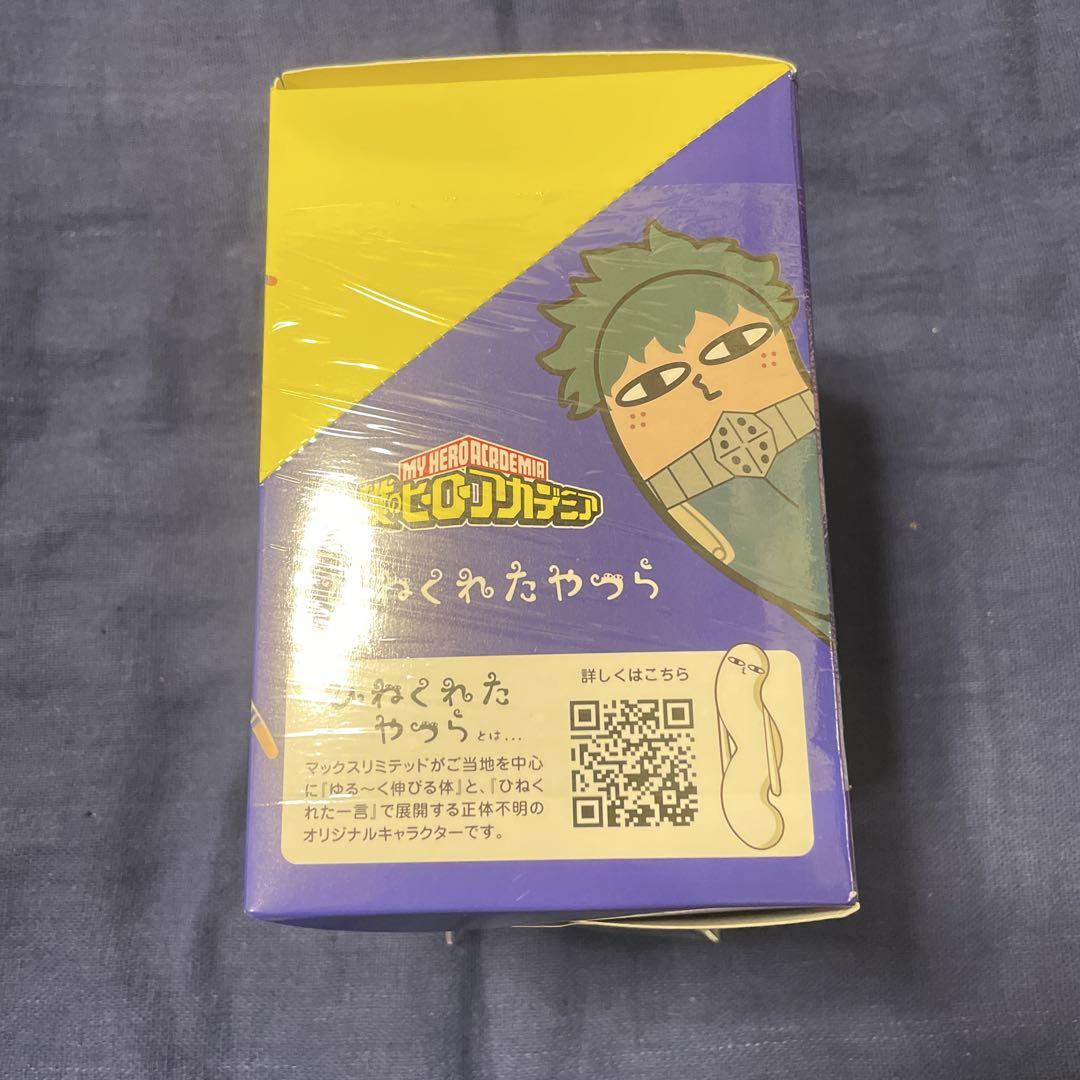 MY HERO ACADEMIA
のヒーローアカデミア
ねくれたやつら
ひねくれた
やつらとは...
マックスリミテッドがご当地を中心
に『ゆる～く伸びる体』と、『ひねく
れた一言』で展開する正体不明の
オリジナルキャラクターです。
詳しくはこちら